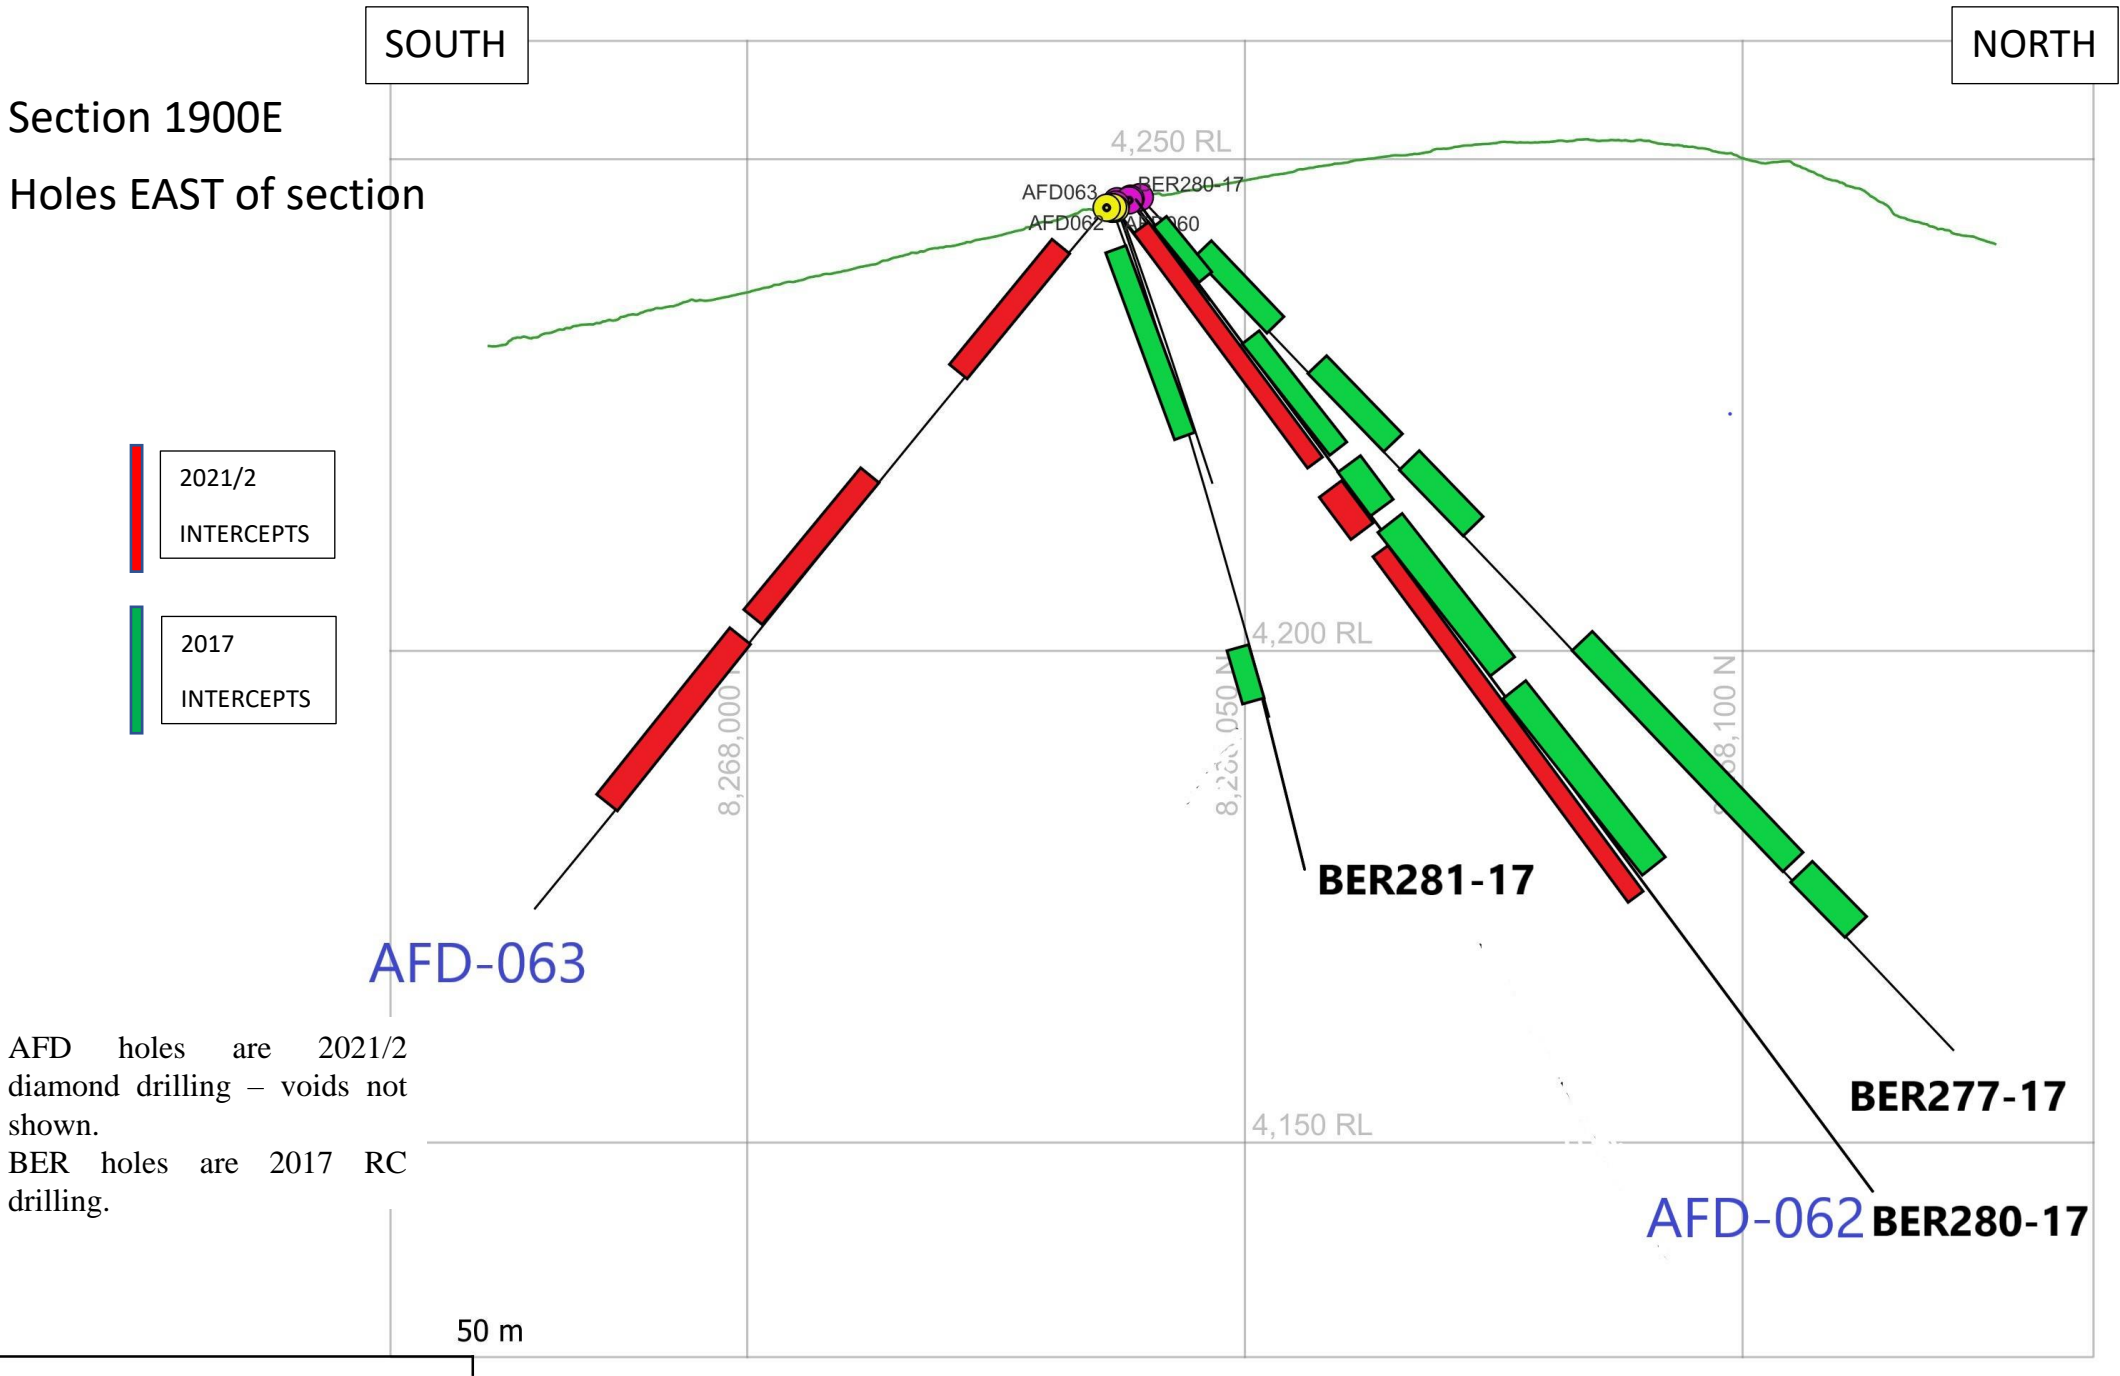 SOUTH
NORTH
Section 1900E
Holes EAST of section
4,250 RL
AFD063
BER280-17
AFD062
2021/2
INTERCEPTS
2017
INTERCEPTS
4,200 RL
8,268,000
BER281-17
AFD-063
AFD holes are 2021/2
diamond drilling – voids not
shown.
BER holes are 2017 RC
drilling.
BER277-17
4,150 RL
AFD-062 BER280-17
50 m